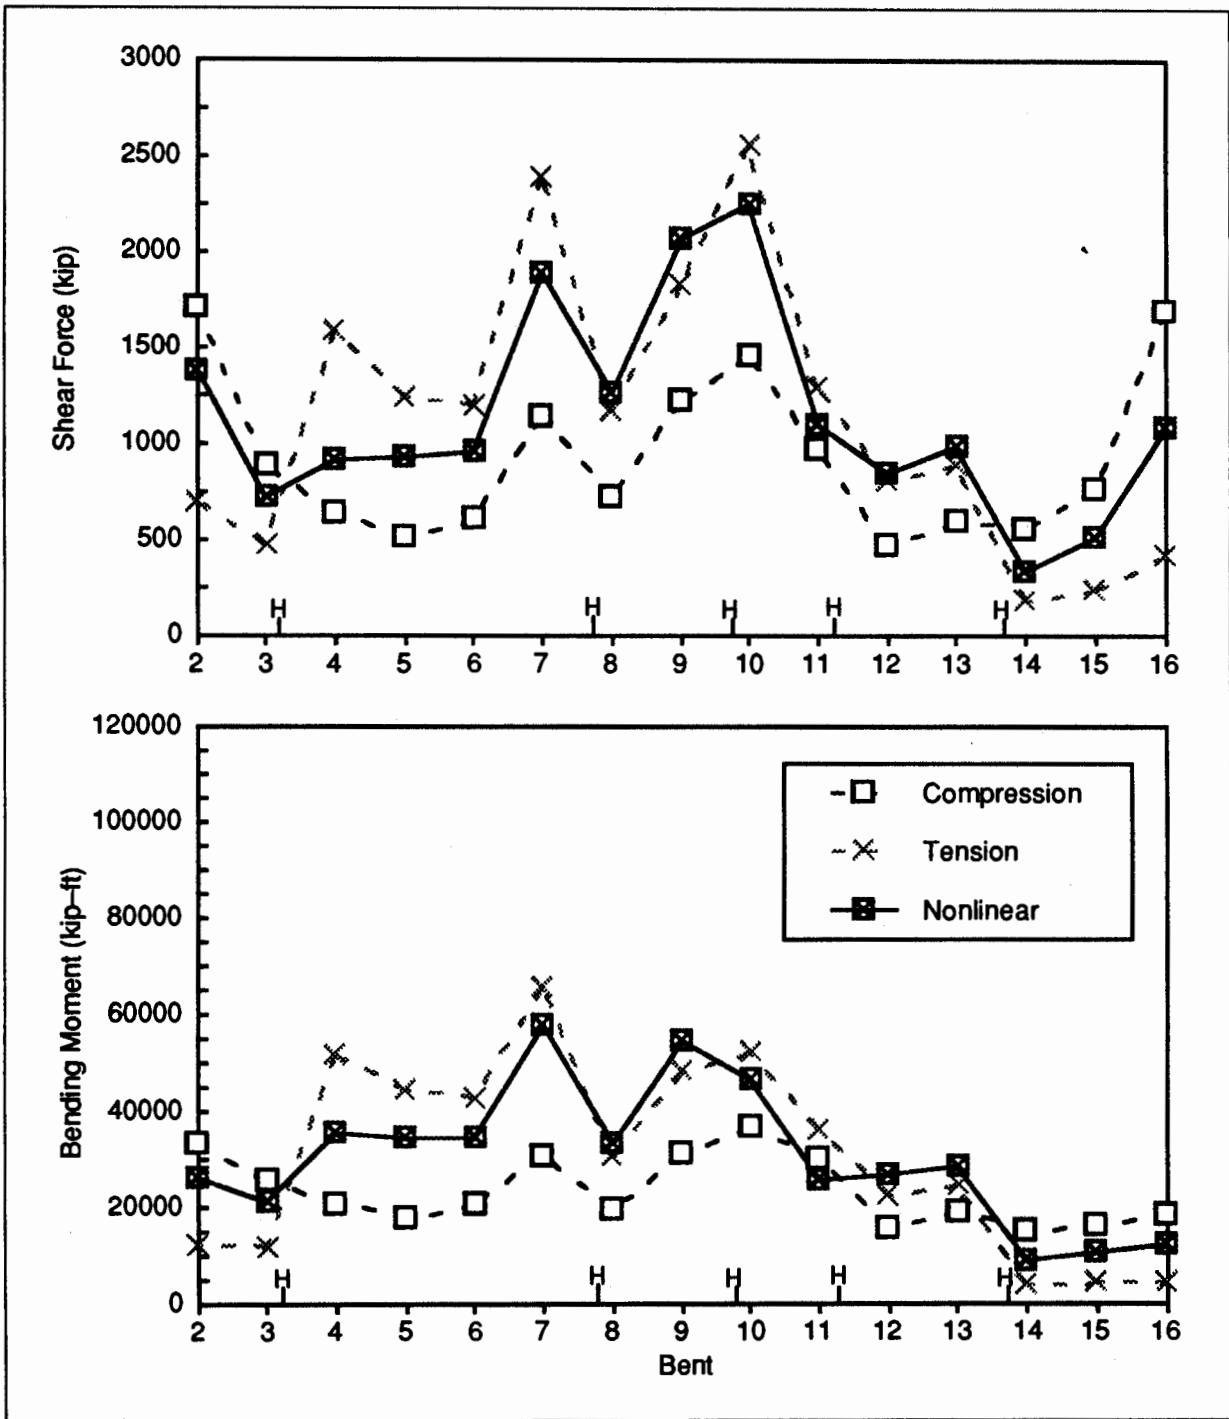 3000
2500
2000
1500
1000
500
0
Shear Force (kip)
H H H H H
2 3 4 5 6 7 8 9 10 11 12 13 14 15 16
120000
100000
80000
60000
40000
20000
0
Bending Moment (kip–ft)
Compression
Tension
Nonlinear
H H H H H
2 3 4 5 6 7 8 9 10 11 12 13 14 15 16
Bent